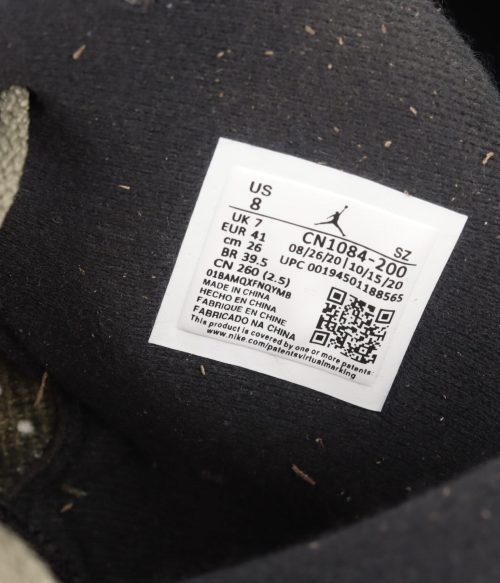 US
8
UK 7
EUR 41
cm 26
BR 39.5
CN 260 (2.5)
01BAMQXFNQYMB
MADE IN CHINA
HECHO EN CHINA
FABRIQUE EN CHINE
FABRICADO NA CHINA
This product is covered by one or more patents:
www.nike.com/patentsvirtualmarking
CN1084-200 SZ
08/26/20 | 10/15/20
UPC 00194501188565